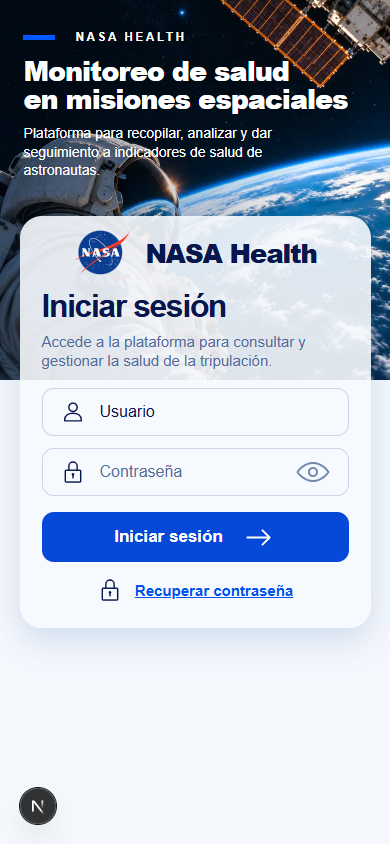 NASA HEALTH
Monitoreo de salud
en misiones espaciales
Plataforma para recopilar, analizar y dar
seguimiento a indicadores de salud de
astronautas.
NASA
NASA Health
Iniciar sesión
Accede a la plataforma para consultar y
gestionar la salud de la tripulación.
Usuario
Contraseña
Iniciar sesión
Recuperar contraseña
N